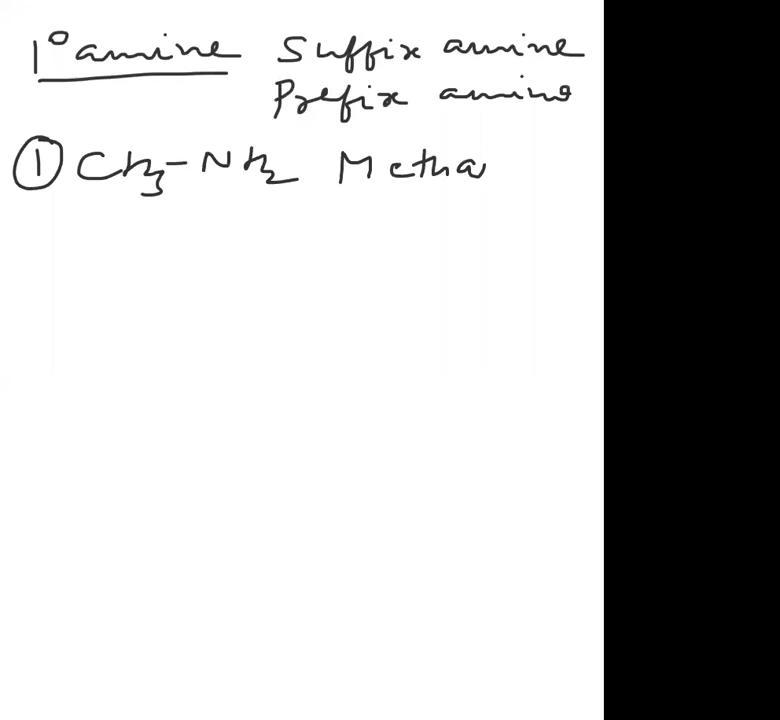 1° amine Suffix amine
Prefix amino
① CH₃-NH₂ Metha